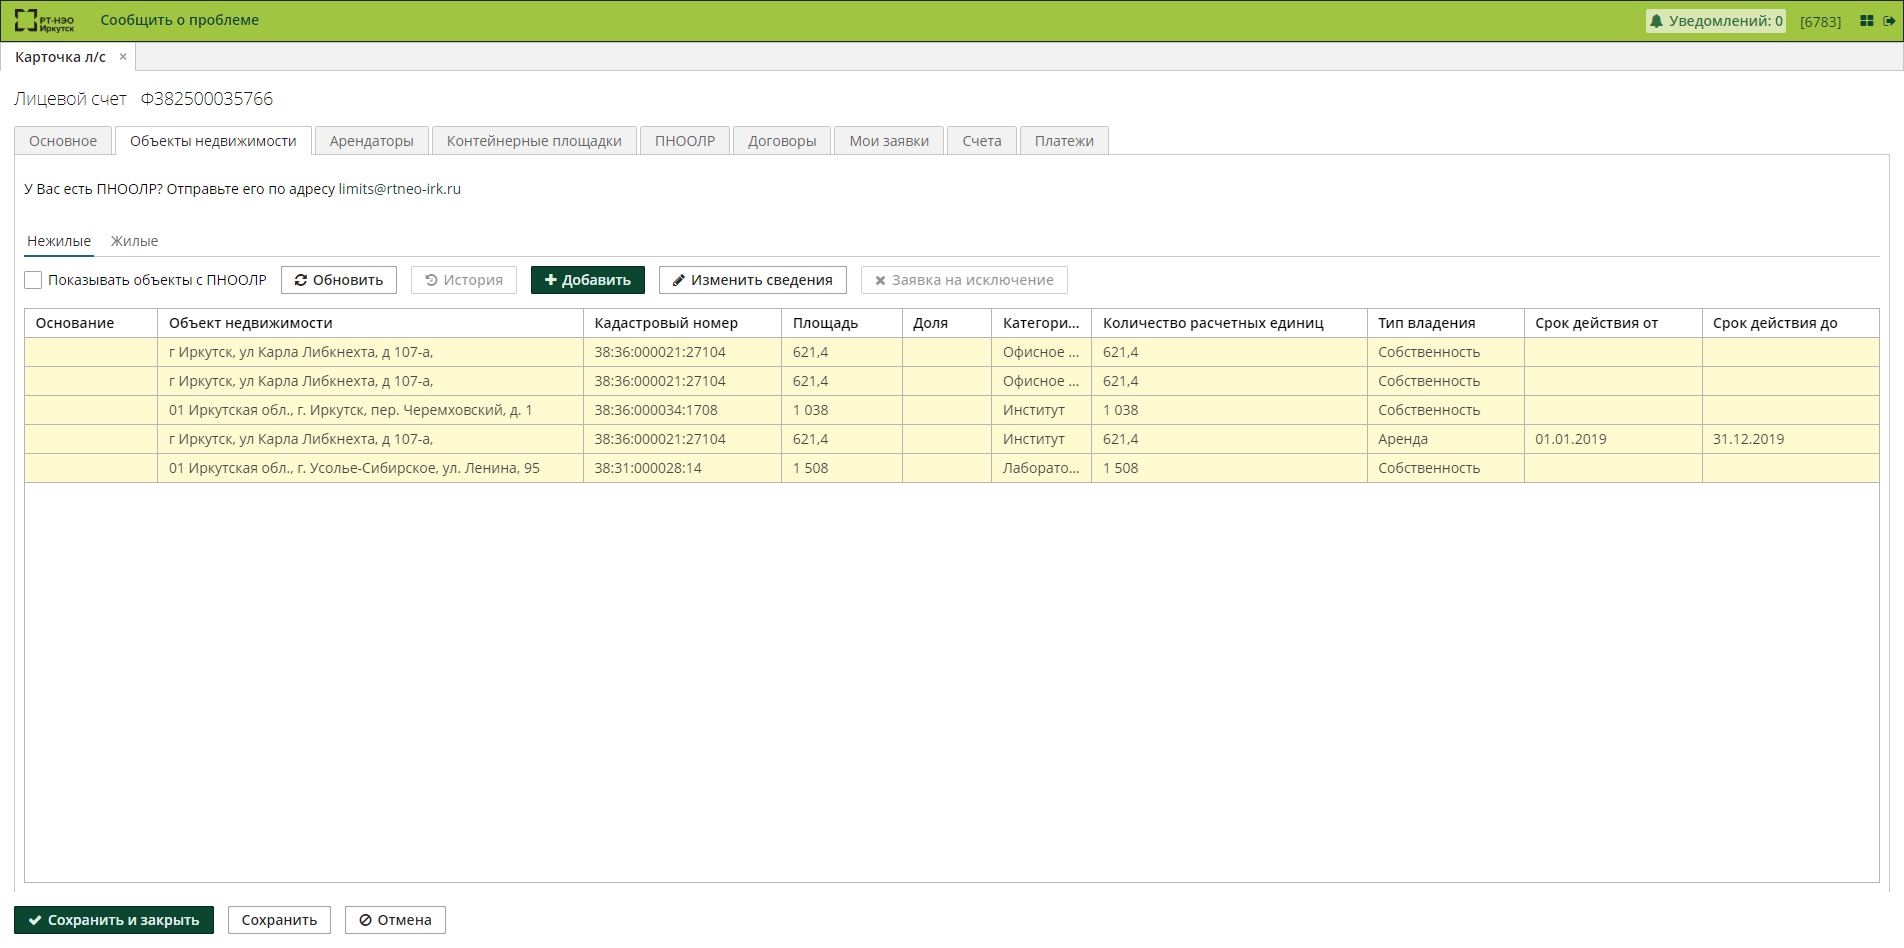 РТ-НЭО Иркутск Сообщить о проблеме Уведомлений: 0 [6783]
Карточка л/с ×
Лицевой счет Ф382500035766
Основное Объекты недвижимости Арендаторы Контейнерные площадки ПНООЛР Договоры Мои заявки Счета Платежи
У Вас есть ПНООЛР? Отправьте его по адресу limits@rtneo-irk.ru
Нежилые Жилые
Показывать объекты с ПНООЛР Обновить История Добавить Изменить сведения Заявка на исключение
Основание Объект недвижимости Кадастровый номер Площадь Доля Категори... Количество расчетных единиц Тип владения Срок действия от Срок действия до
г Иркутск, ул Карла Либкнехта, д 107-а, 38:36:000021:27104 621,4 Офисное ... 621,4 Собственность
г Иркутск, ул Карла Либкнехта, д 107-а, 38:36:000021:27104 621,4 Офисное ... 621,4 Собственность
01 Иркутская обл., г. Иркутск, пер. Черемховский, д. 1 38:36:000034:1708 1 038 Институт 1 038 Собственность
г Иркутск, ул Карла Либкнехта, д 107-а, 38:36:000021:27104 621,4 Институт 621,4 Аренда 01.01.2019 31.12.2019
01 Иркутская обл., г. Усолье-Сибирское, ул. Ленина, 95 38:31:000028:14 1 508 Лаборато... 1 508 Собственность
Сохранить и закрыть Сохранить Отмена